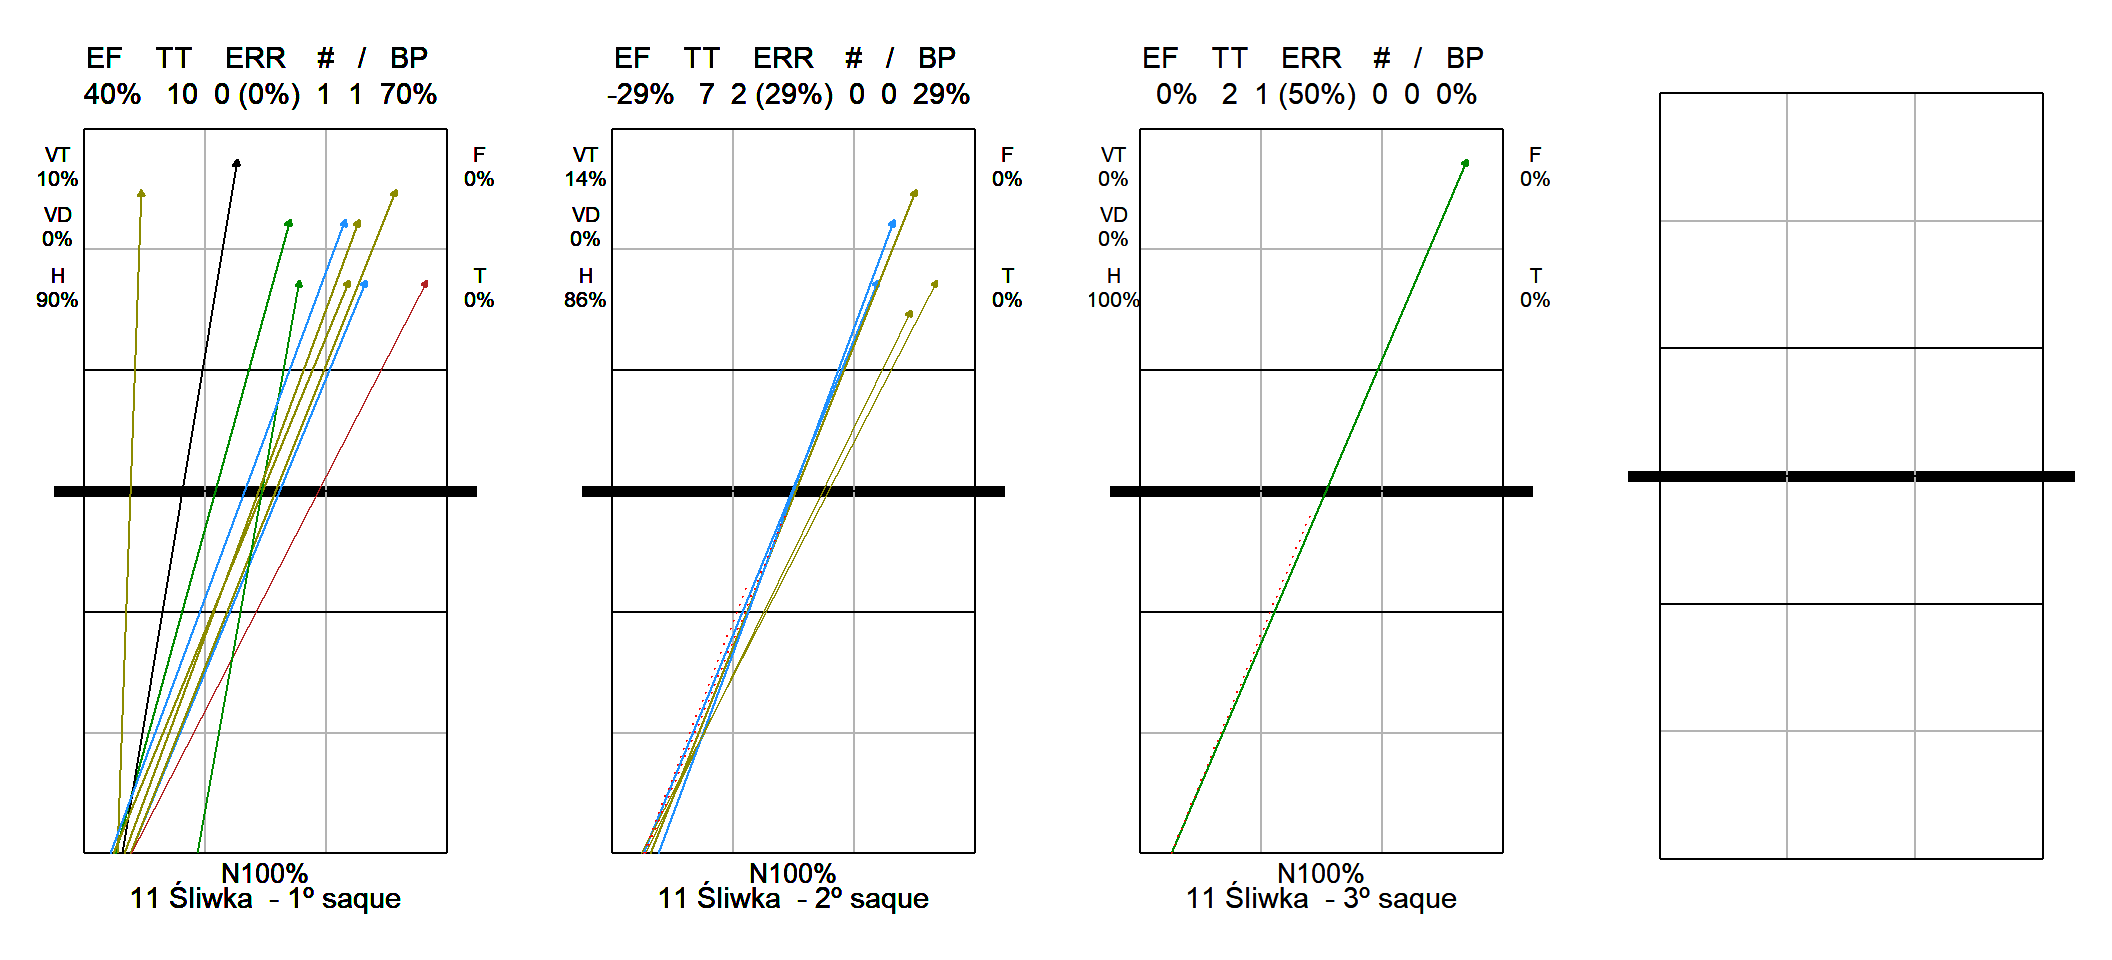 EF TT ERR # / BP
40% 10 0 (0%) 1 1 70%
VT
10%
VD
0%
H
90%
F
0%
T
0%
N100%
11 Śliwka - 1º saque
EF TT ERR # / BP
-29% 7 2 (29%) 0 0 29%
VT
14%
VD
0%
H
86%
F
0%
T
0%
N100%
11 Śliwka - 2º saque
EF TT ERR # / BP
0% 2 1 (50%) 0 0 0%
VT
0%
VD
0%
H
100%
F
0%
T
0%
N100%
11 Śliwka - 3º saque